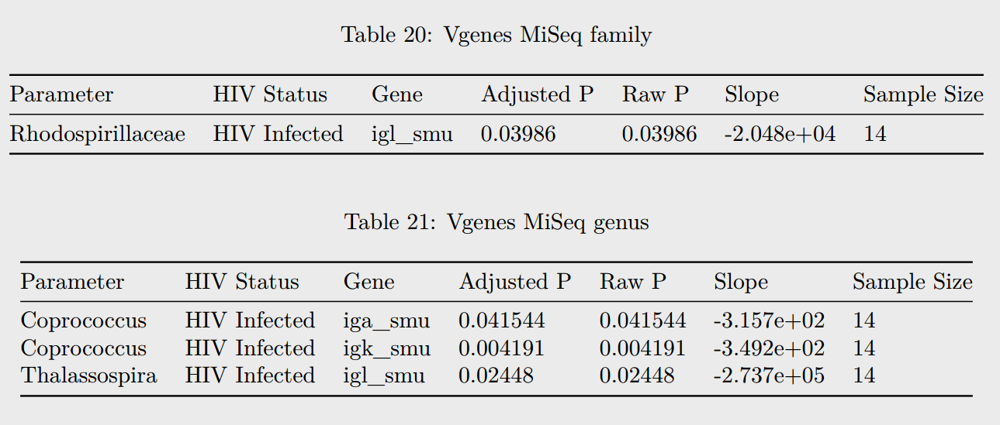 Table 20: Vgenes MiSeq family
Parameter HIV Status Gene Adjusted P Raw P Slope Sample Size
Rhodospirillaceae HIV Infected igl_smu 0.03986 0.03986 -2.048e+04 14
Table 21: Vgenes MiSeq genus
Parameter HIV Status Gene Adjusted P Raw P Slope Sample Size
Coprococcus HIV Infected iga_smu 0.041544 0.041544 -3.157e+02 14
Coprococcus HIV Infected igk_smu 0.004191 0.004191 -3.492e+02 14
Thalassospira HIV Infected igl_smu 0.02448 0.02448 -2.737e+05 14